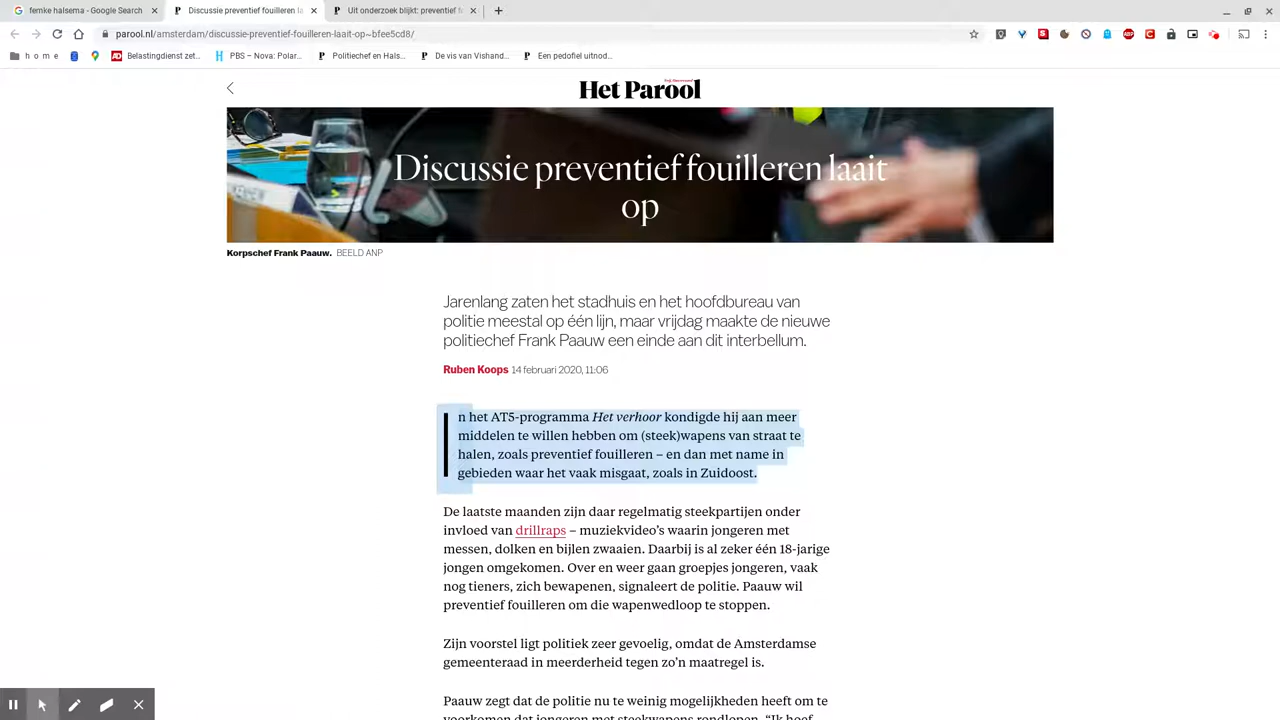 femke halsema - Google Search
Discussie preventief fouilleren la
Uit onderzoek blijkt: preventief f
parool.nl/amsterdam/discussie-preventief-fouilleren-laait-op~bfee5cd8/
h o m e
AD Belastingdienst zet...
PBS – Nova: Polar...
Politiechef en Hals...
De vis van Vishand...
Een pedofiel uitnod...
Het Parool
Discussie preventief fouilleren laait
op
Korpschef Frank Paauw. BEELD ANP
Jarenlang zaten het stadhuis en het hoofdbureau van
politie meestal op één lijn, maar vrijdag maakte de nieuwe
politiechef Frank Paauw een einde aan dit interbellum.
Ruben Koops 14 februari 2020, 11:06
In het AT5-programma Het verhoor kondigde hij aan meer
middelen te willen hebben om (steek)wapens van straat te
halen, zoals preventief fouilleren – en dan met name in
gebieden waar het vaak misgaat, zoals in Zuidoost.
De laatste maanden zijn daar regelmatig steekpartijen onder
invloed van drillraps – muziekvideo's waarin jongeren met
messen, dolken en bijlen zwaaien. Daarbij is al zeker één 18-jarige
jongen omgekomen. Over en weer gaan groepjes jongeren, vaak
nog tieners, zich bewapenen, signaleert de politie. Paauw wil
preventief fouilleren om die wapenwedloop te stoppen.
Zijn voorstel ligt politiek zeer gevoelig, omdat de Amsterdamse
gemeenteraad in meerderheid tegen zo'n maatregel is.
Paauw zegt dat de politie nu te weinig mogelijkheden heeft om te
voorkomen dat jongeren met steekwapens rondlopen. "Ik hoef